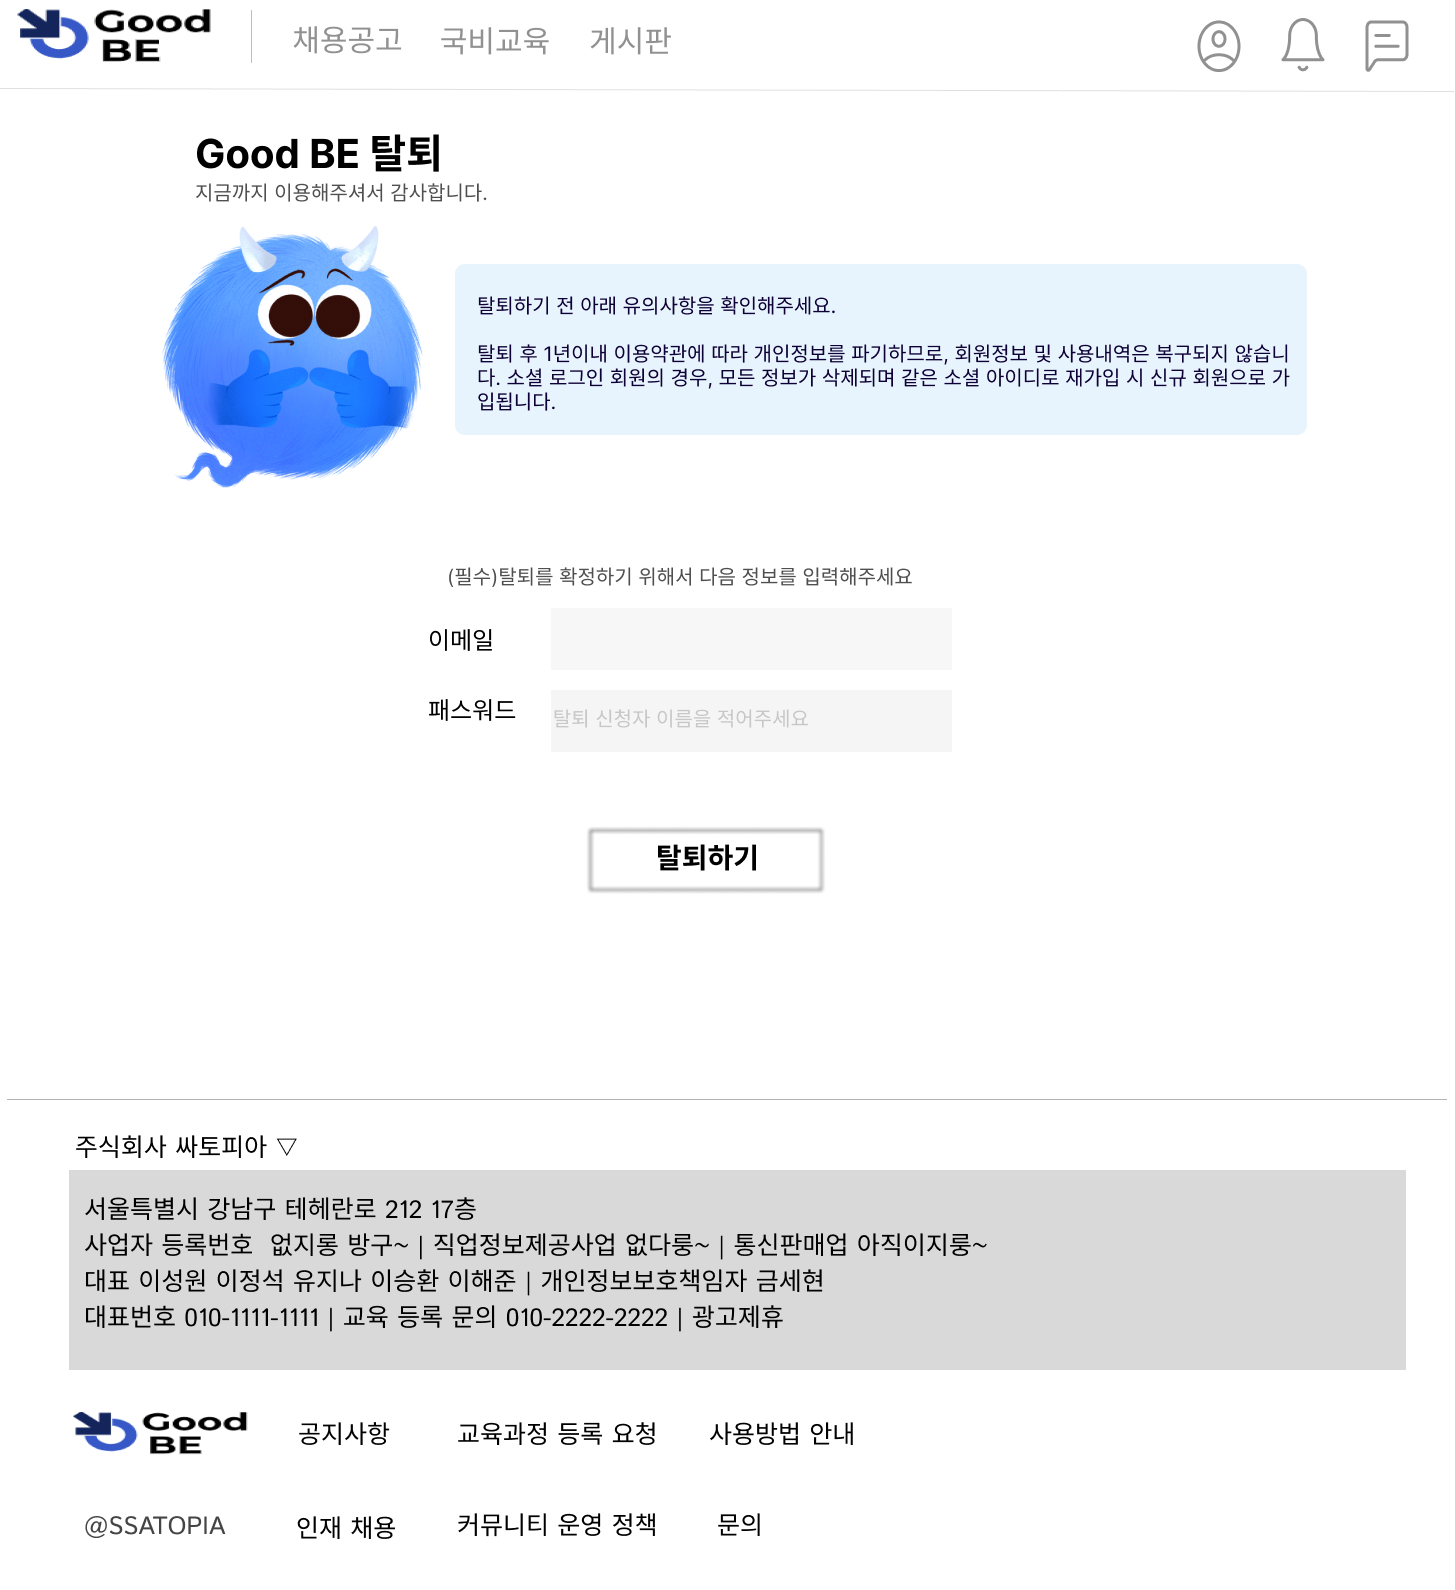 Good BE
채용공고 국비교육 게시판
Good BE 탈퇴
지금까지 이용해주셔서 감사합니다.
탈퇴하기 전 아래 유의사항을 확인해주세요.
탈퇴 후 1년이내 이용약관에 따라 개인정보를 파기하므로, 회원정보 및 사용내역은 복구되지 않습니
다. 소셜 로그인 회원의 경우, 모든 정보가 삭제되며 같은 소셜 아이디로 재가입 시 신규 회원으로 가
입됩니다.
(필수)탈퇴를 확정하기 위해서 다음 정보를 입력해주세요
이메일
패스워드 탈퇴 신청자 이름을 적어주세요
탈퇴하기
주식회사 싸토피아 ▽
서울특별시 강남구 테헤란로 212 17층
사업자 등록번호  없지롱 방구~ | 직업정보제공사업 없다룽~ | 통신판매업 아직이지룽~
대표 이성원 이정석 유지나 이승환 이해준 | 개인정보보호책임자 금세현
대표번호 010-1111-1111 | 교육 등록 문의 010-2222-2222 | 광고제휴
Good BE 공지사항 교육과정 등록 요청 사용방법 안내
@SSATOPIA 인재 채용 커뮤니티 운영 정책 문의